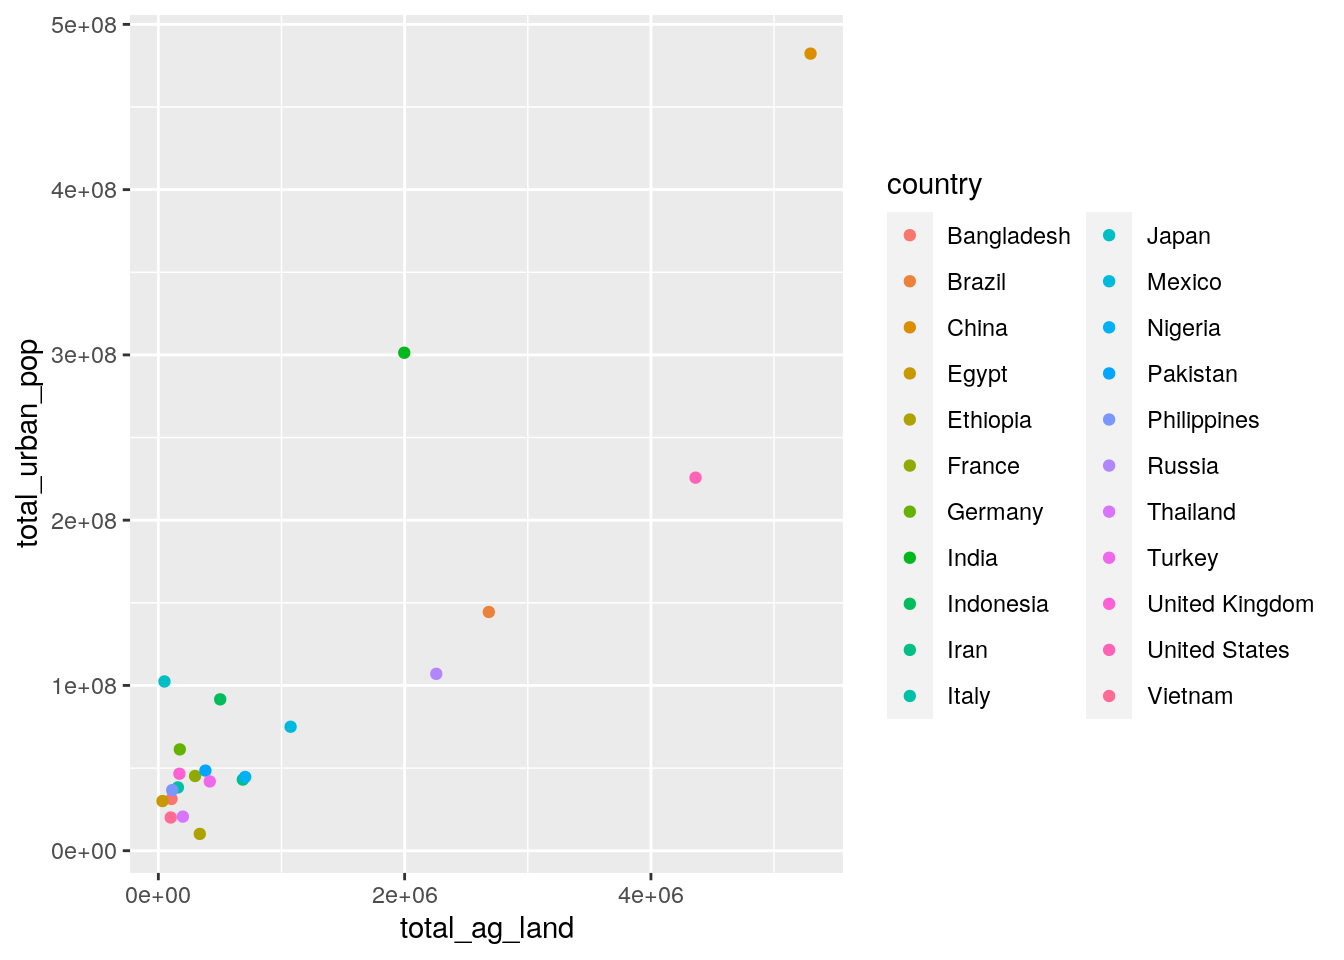 5e+08
4e+08
3e+08
2e+08
1e+08
0e+00
total_urban_pop
0e+00 2e+06 4e+06
total_ag_land
country
Bangladesh
Brazil
China
Egypt
Ethiopia
France
Germany
India
Indonesia
Iran
Italy
Japan
Mexico
Nigeria
Pakistan
Philippines
Russia
Thailand
Turkey
United Kingdom
United States
Vietnam